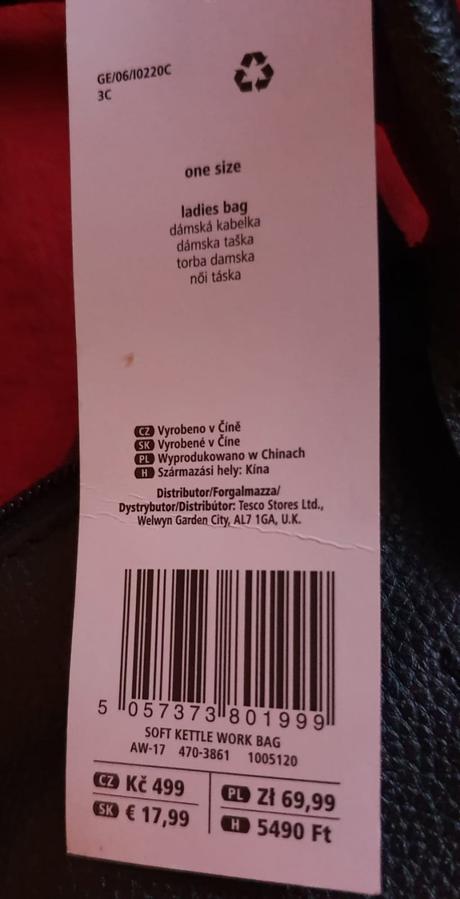 GE/06/I0220C
3C
one size
ladies bag
dámská kabelka
dámska taška
torba damska
női táska
CZ Vyrobeno v Číně
SK Vyrobené v Číne
PL Wyprodukowano w Chinach
H Származási hely: Kína
Distributor/Forgalmazza/
Dystrybutor/Distribútor: Tesco Stores Ltd.,
Welwyn Garden City, AL7 1GA, U.K.
5 057373 801999
SOFT KETTLE WORK BAG
AW-17 470-3861 1005120
CZ Kč 499
SK € 17,99
PL Zł 69,99
H 5490 Ft